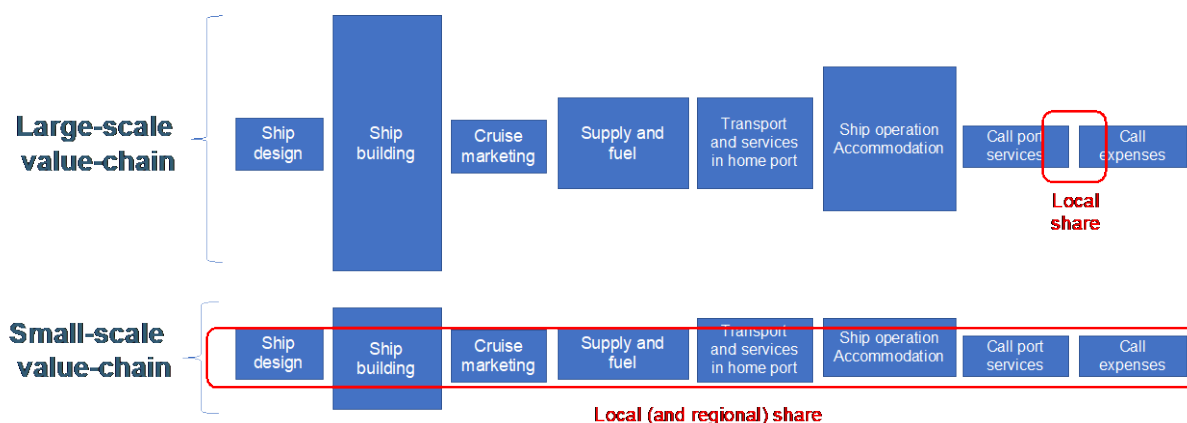 Large-scale
value-chain
Ship
design
Ship
building
Cruise
marketing
Supply and
fuel
Transport
and services
in home port
Ship operation
Accommodation
Call port
services
Call
expenses
Local
share
Small-scale
value-chain
Ship
design
Ship
building
Cruise
marketing
Supply and
fuel
Transport
and services
in home port
Ship operation
Accommodation
Call port
services
Call
expenses
Local (and regional) share